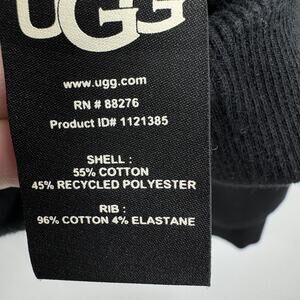 UGG
www.ugg.com
RN # 88276
Product ID# 1121385
SHELL :
55% COTTON
45% RECYCLED POLYESTER
RIB :
96% COTTON 4% ELASTANE